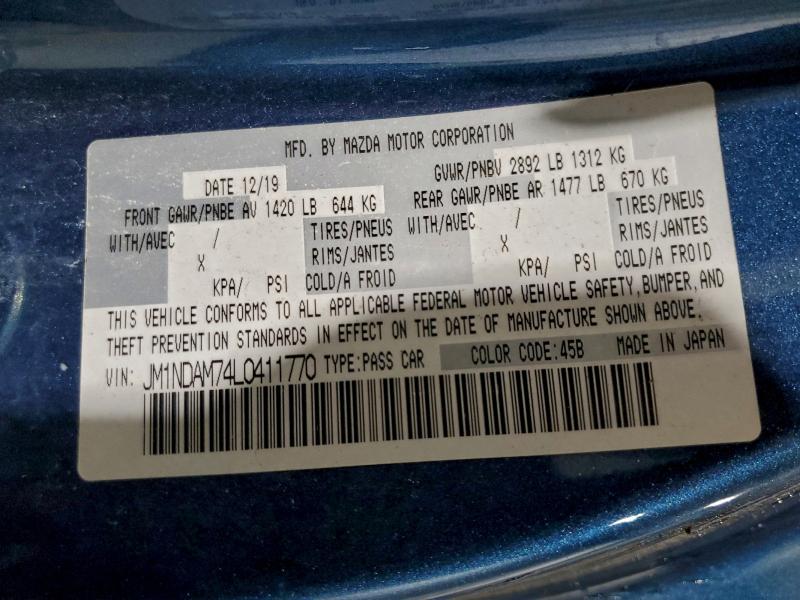 MFD. BY MAZDA MOTOR CORPORATION
DATE 12/19
GVWR/PNBV 2892 LB 1312 KG
FRONT GAWR/PNBE AV 1420 LB 644 KG
REAR GAWR/PNBE AR 1477 LB 670 KG
WITH/AVEC / TIRES/PNEUS
WITH/AVEC / TIRES/PNEUS
X RIMS/JANTES
X RIMS/JANTES
KPA/ PSI COLD/A FROID
KPA/ PSI COLD/A FROID
THIS VEHICLE CONFORMS TO ALL APPLICABLE FEDERAL MOTOR VEHICLE SAFETY, BUMPER, AND
THEFT PREVENTION STANDARDS IN EFFECT ON THE DATE OF MANUFACTURE SHOWN ABOVE.
VIN: JM1NDAM74L0411770 TYPE:PASS CAR COLOR CODE:45B MADE IN JAPAN